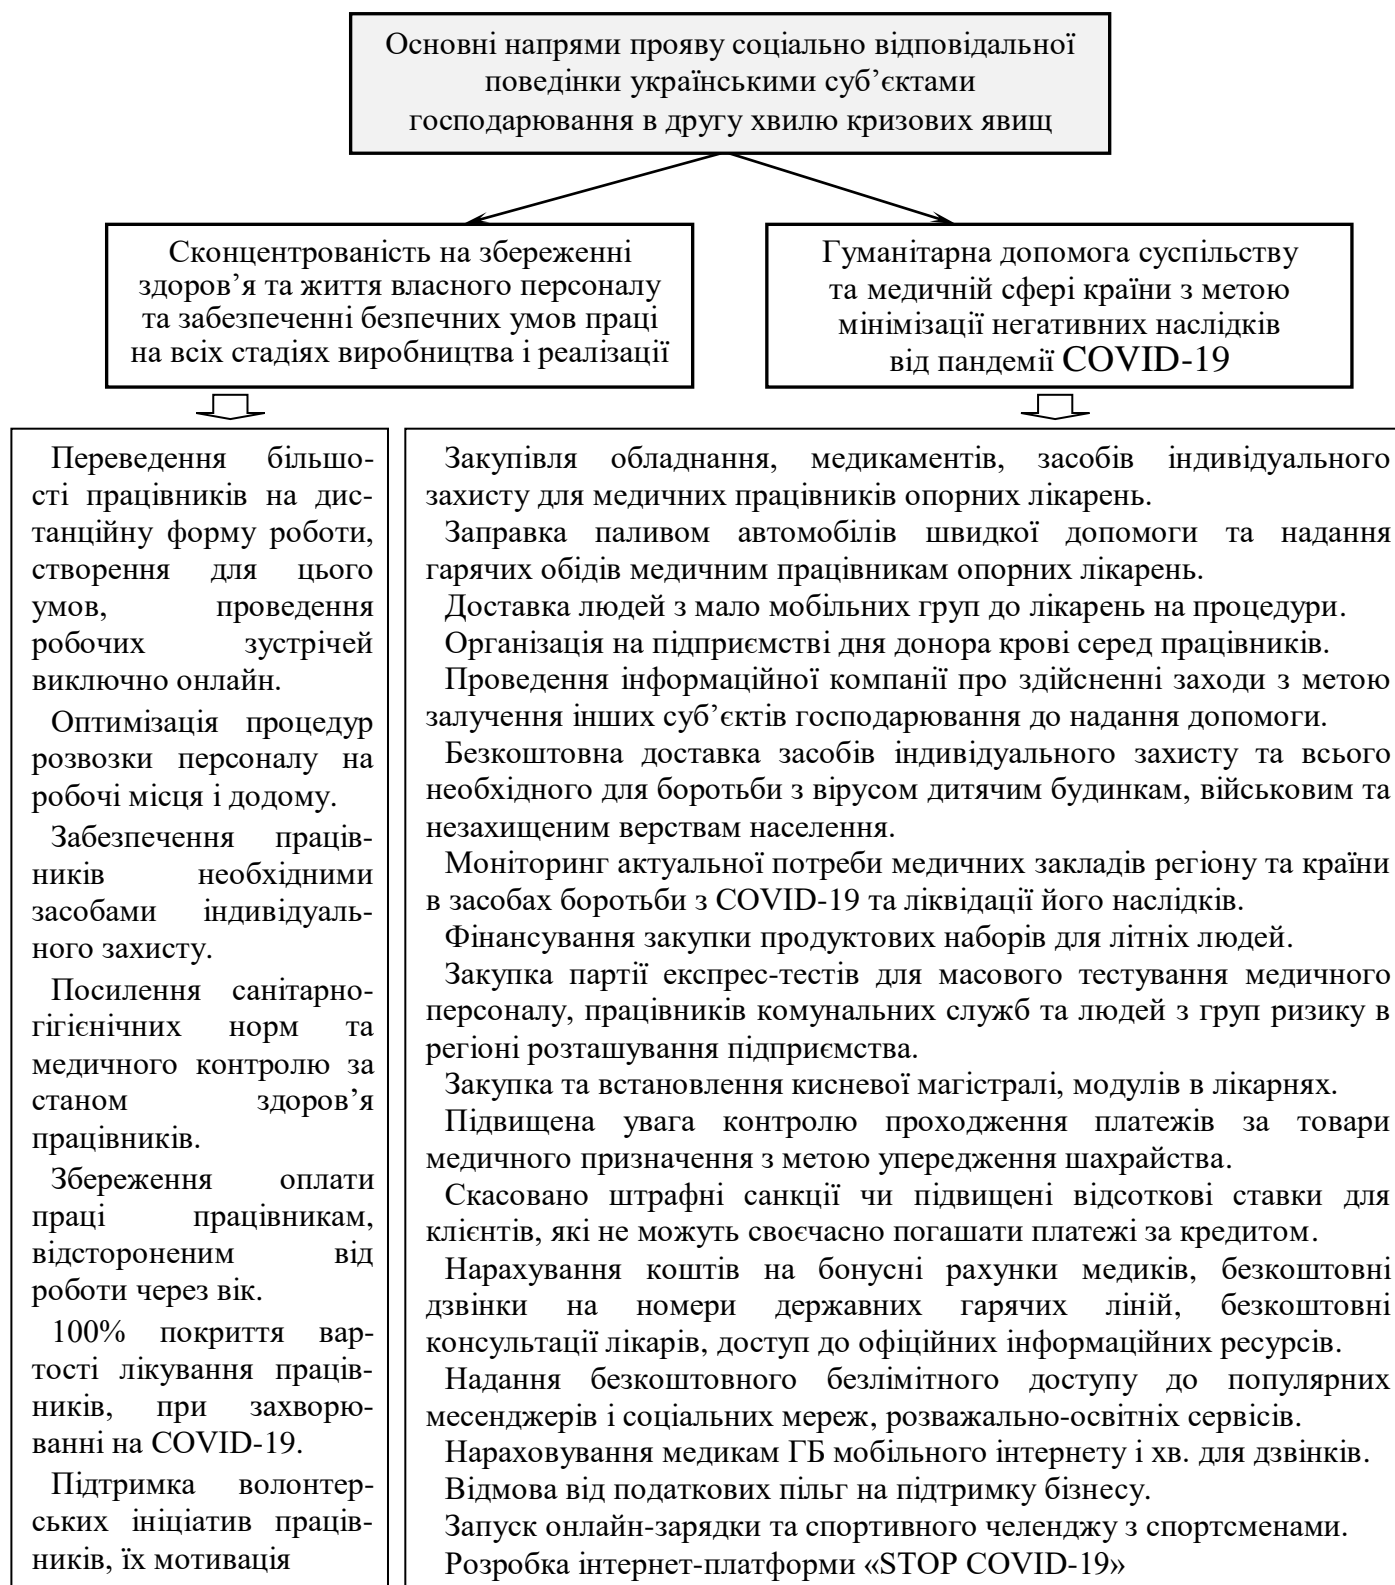 Основні напрями прояву соціально відповідальної
поведінки українськими суб’єктами
господарювання в другу хвилю кризових явищ
Сконцентрованість на збереженні
здоров’я та життя власного персоналу
та забезпеченні безпечних умов праці
на всіх стадіях виробництва і реалізації
Гуманітарна допомога суспільству
та медичній сфері країни з метою
мінімізації негативних наслідків
від пандемії COVID-19
Переведення більшо-
сті працівників на дис-
танційну форму роботи,
створення для цього
умов, проведення
робочих зустрічей
виключно онлайн.
Оптимізація процедур
розвозки персоналу на
робочі місця і додому.
Забезпечення праців-
ників необхідними
засобами індивідуаль-
ного захисту.
Посилення санітарно-
гігієнічних норм та
медичного контролю за
станом здоров’я
працівників.
Збереження оплати
праці працівникам,
відстороненим від
роботи через вік.
100% покриття вар-
тості лікування праців-
ників, при захворю-
ванні на COVID-19.
Підтримка волонтер-
ських ініціатив праців-
ників, їх мотивація
Закупівля обладнання, медикаментів, засобів індивідуального
захисту для медичних працівників опорних лікарень.
Заправка паливом автомобілів швидкої допомоги та надання
гарячих обідів медичним працівникам опорних лікарень.
Доставка людей з мало мобільних груп до лікарень на процедури.
Організація на підприємстві дня донора крові серед працівників.
Проведення інформаційної компанії про здійсненні заходи з метою
залучення інших суб’єктів господарювання до надання допомоги.
Безкоштовна доставка засобів індивідуального захисту та всього
необхідного для боротьби з вірусом дитячим будинкам, військовим та
незахищеним верствам населення.
Моніторинг актуальної потреби медичних закладів регіону та країни
в засобах боротьби з COVID-19 та ліквідації його наслідків.
Фінансування закупки продуктових наборів для літніх людей.
Закупка партії експрес-тестів для масового тестування медичного
персоналу, працівників комунальних служб та людей з груп ризику в
регіоні розташування підприємства.
Закупка та встановлення кисневої магістралі, модулів в лікарнях.
Підвищена увага контролю проходження платежів за товари
медичного призначення з метою упередження шахрайства.
Скасовано штрафні санкції чи підвищені відсоткові ставки для
клієнтів, які не можуть своєчасно погашати платежі за кредитом.
Нарахування коштів на бонусні рахунки медиків, безкоштовні
дзвінки на номери державних гарячих ліній, безкоштовні
консультації лікарів, доступ до офіційних інформаційних ресурсів.
Надання безкоштовного безлімітного доступу до популярних
месенджерів і соціальних мереж, розважально-освітніх сервісів.
Нараховування медикам ГБ мобільного інтернету і хв. для дзвінків.
Відмова від податкових пільг на підтримку бізнесу.
Запуск онлайн-зарядки та спортивного челенджу з спортсменами.
Розробка інтернет-платформи «STOP COVID-19»